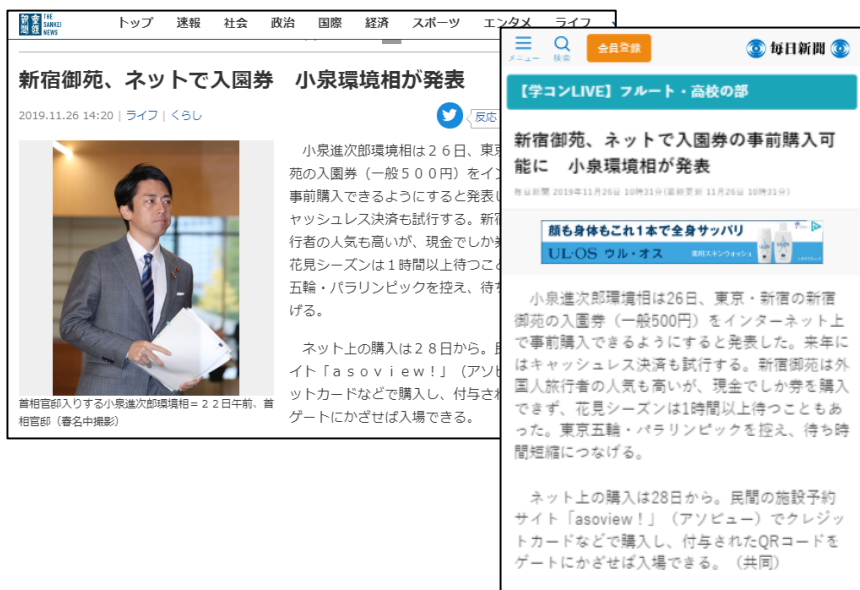 THE SANKEI NEWS
トップ 速報 社会 政治 国際 経済 スポーツ エンタメ ライフ
新宿御苑、ネットで入園券 小泉環境相が発表
2019.11.26 14:20 | ライフ | くらし
反応
小泉進次郎環境相は２６日、東京
苑の入園券（一般５００円）をイン
事前購入できるようにすると発表し
ャッシュレス決済も試行する。新宿
行者の人気も高いが、現金でしか券
花見シーズンは１時間以上待つこと
五輪・パラリンピックを控え、待ち
げる。
ネット上の購入は２８日から。民
イト「ａｓｏｖｉｅｗ！」（アソビ
ットカードなどで購入し、付与され
ゲートにかざせば入場できる。
首相官邸入りする小泉進次郎環境相＝２２日午前、首
相官邸（春名中撮影）
メニュー 検索 会員登録 毎日新聞
【学コンLIVE】フルート・高校の部
新宿御苑、ネットで入園券の事前購入可
能に 小泉環境相が発表
毎日新聞 2019年11月26日 10時31分(最終更新 11月26日 10時31分)
顔も身体もこれ1本で全身サッパリ
UL·OS ウル・オス 薬用スキンウォッシュ
小泉進次郎環境相は26日、東京・新宿の新宿
御苑の入園券（一般500円）をインターネット上
で事前購入できるようにすると発表した。来年に
はキャッシュレス決済も試行する。新宿御苑は外
国人旅行者の人気も高いが、現金でしか券を購入
できず、花見シーズンは1時間以上待つこともあ
った。東京五輪・パラリンピックを控え、待ち時
間短縮につなげる。
ネット上の購入は28日から。民間の施設予約
サイト「asoview！」（アソビュー）でクレジッ
トカードなどで購入し、付与されたQRコードを
ゲートにかざせば入場できる。（共同）